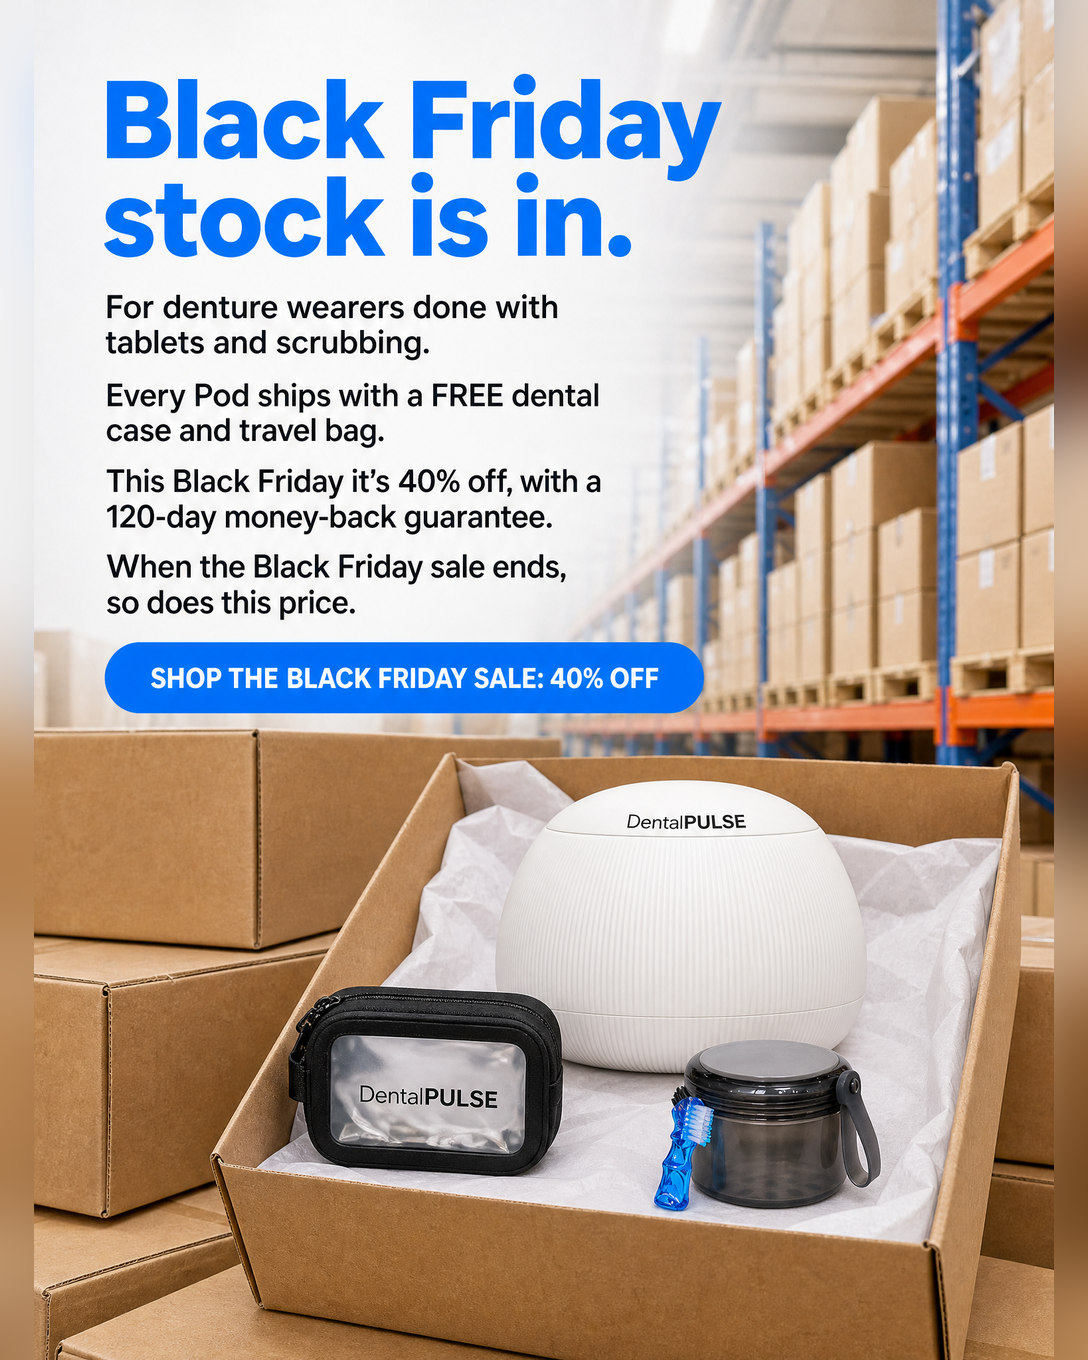 Black Friday
stock is in.
For denture wearers done with
tablets and scrubbing.
Every Pod ships with a FREE dental
case and travel bag.
This Black Friday it's 40% off, with a
120-day money-back guarantee.
When the Black Friday sale ends,
so does this price.
SHOP THE BLACK FRIDAY SALE: 40% OFF
DentalPULSE
DentalPULSE